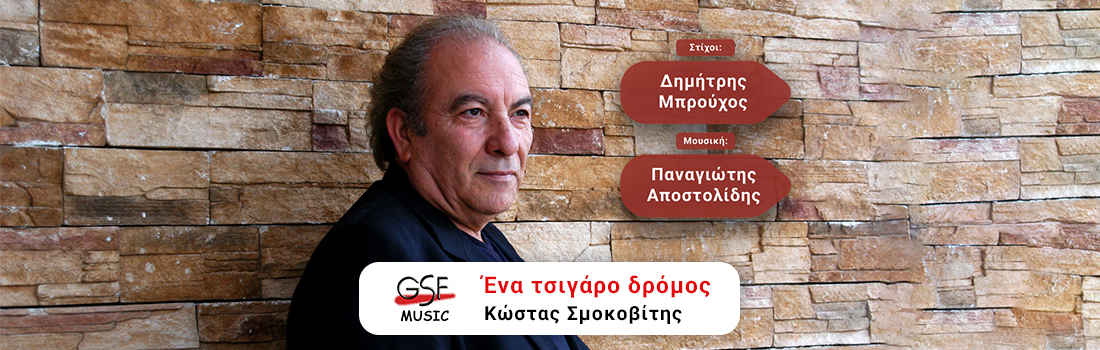 Στίχοι:
Δημήτρης
Μπρούχος
Μουσική:
Παναγιώτης
Αποστολίδης
GSF
MUSIC
Ένα τσιγάρο δρόμος
Κώστας Σμοκοβίτης